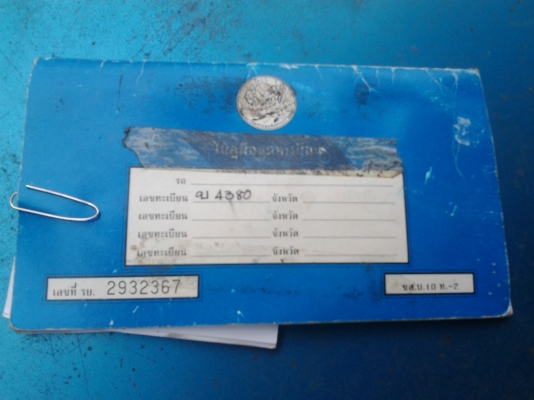 รถ
เลขทะเบียน 4380 จังหวัด
เลขทะเบียน จังหวัด
เลขทะเบียน จังหวัด
เลขทะเบียน จังหวัด
เลขที่ รย. 2932367
ขส.บ.10 ท.-2